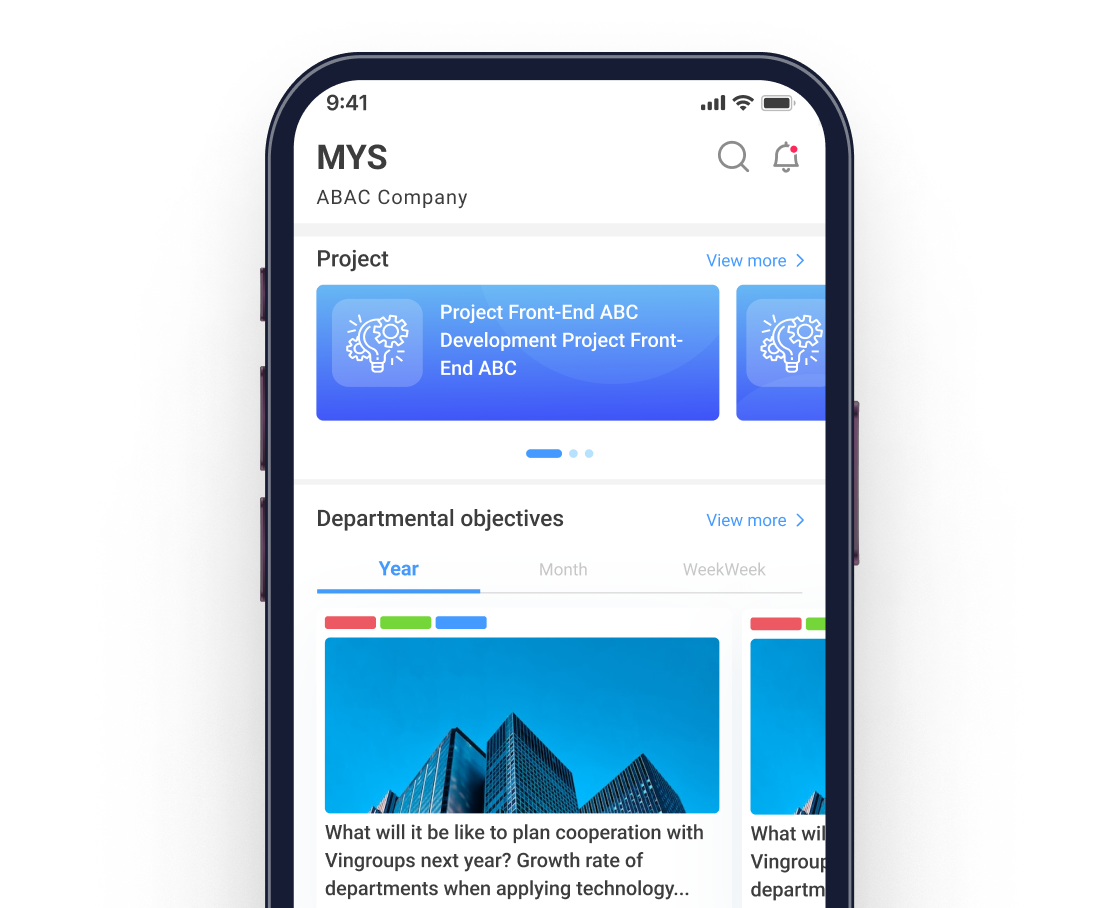 9:41
MYS
ABAC Company
Project
View more
Project Front-End ABC
Development Project Front-
End ABC
Departmental objectives
View more
Year
Month
WeekWeek
What will it be like to plan cooperation with
Vingroups next year? Growth rate of
departments when applying technology...
What wil
Vingroup
departm